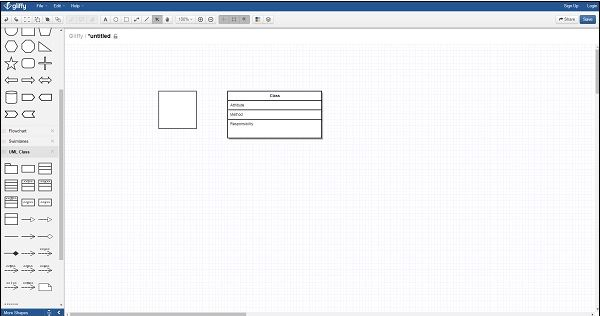 gliffy File Edit Help Sign Up Login
100% Share Save
Gliffy / *untitled
Class
Attribute
Method
Responsibility
Flowchart
Swimlanes
UML Class
More Shapes